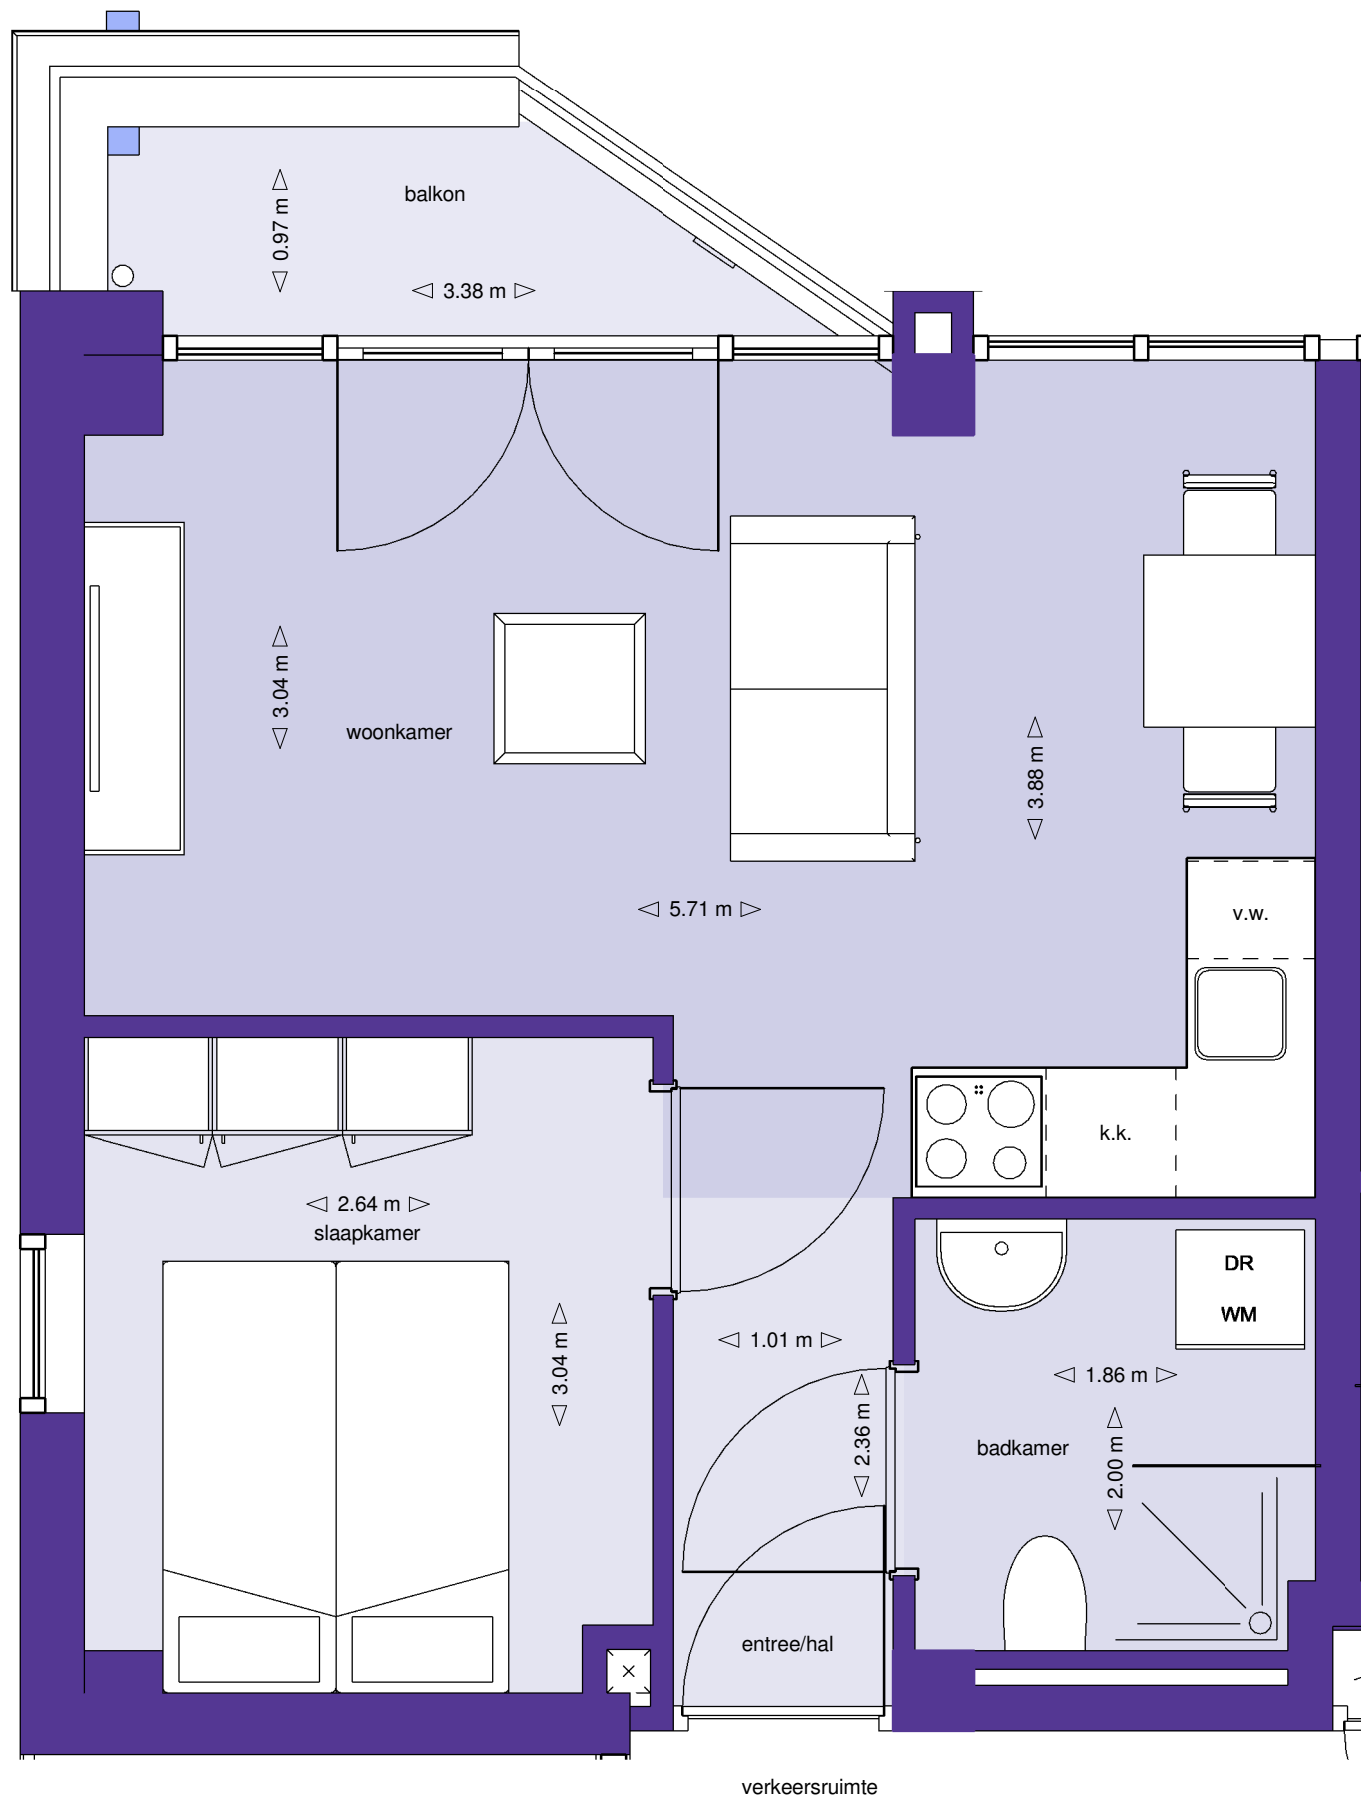 balkon
0.97 m
3.38 m
3.04 m
woonkamer
3.88 m
5.71 m
v.w.
k.k.
2.64 m
slaapkamer
3.04 m
1.01 m
2.36 m
DR
WM
1.86 m
badkamer
2.00 m
entree/hal
verkeersruimte